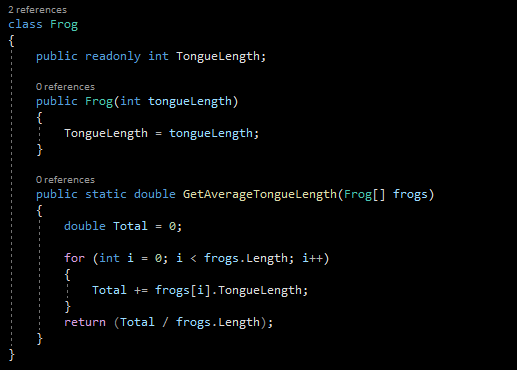 2 references
class Frog
{
public readonly int TongueLength;
0 references
public Frog(int tongueLength)
{
TongueLength = tongueLength;
}
0 references
public static double GetAverageTongueLength(Frog[] frogs)
{
double Total = 0;
for (int i = 0; i < frogs.Length; i++)
{
Total += frogs[i].TongueLength;
}
return (Total / frogs.Length);
}
}